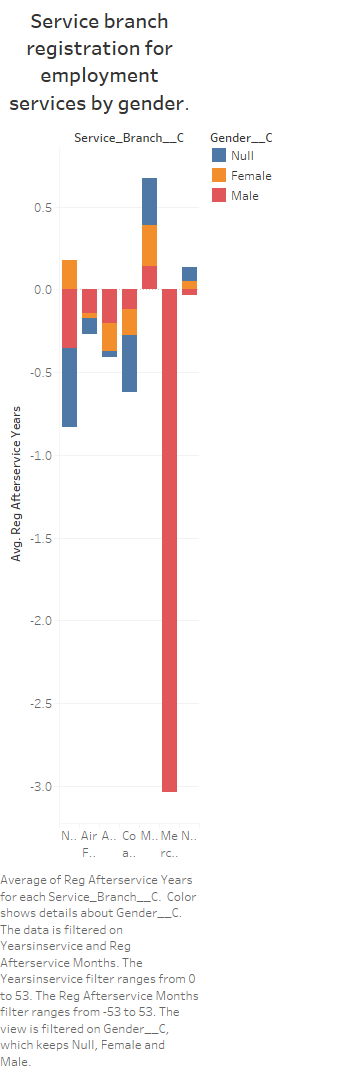 Service branch
registration for
employment
services by gender.
Service_Branch__C
Gender__C
Null
Female
Male
0.5
0.0
-0.5
-1.0
-1.5
-2.0
-2.5
-3.0
Avg. Reg Afterservice Years
N.. Air A.. Co M.. Me N..
F.. a.. rc..
Average of Reg Afterservice Years
for each Service_Branch__C. Color
shows details about Gender__C.
The data is filtered on
Yearsinservice and Reg
Afterservice Months. The
Yearsinservice filter ranges from 0
to 53. The Reg Afterservice Months
filter ranges from -53 to 53. The
view is filtered on Gender__C,
which keeps Null, Female and
Male.